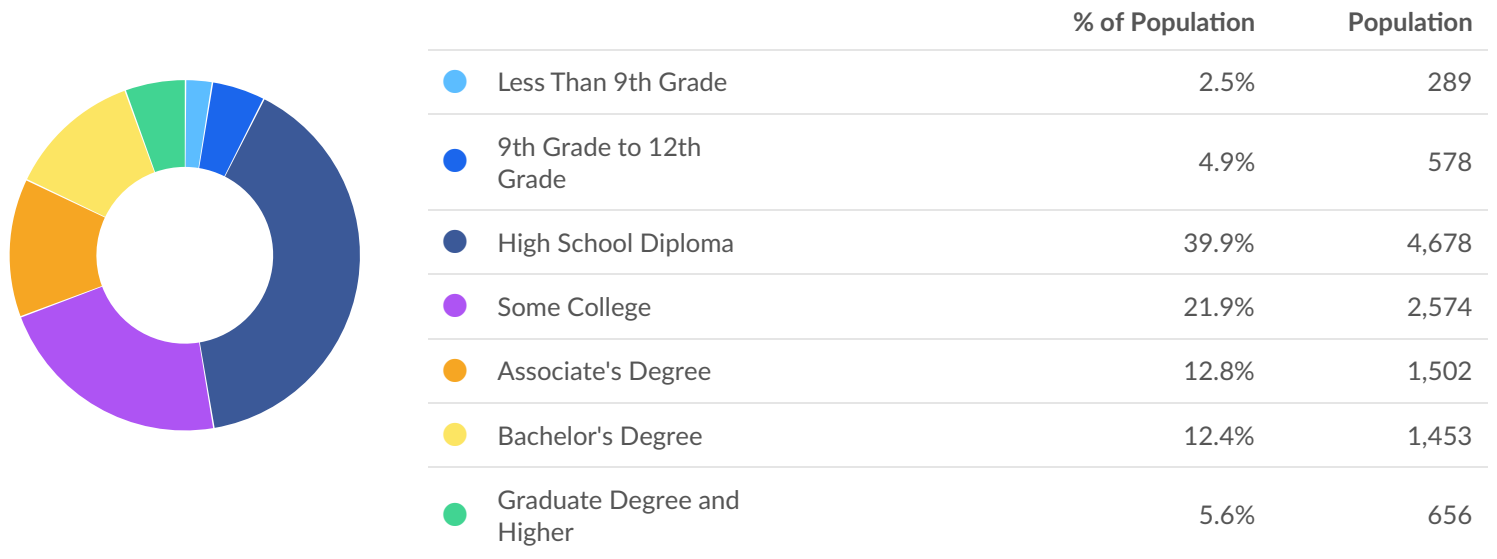 % of Population Population
Less Than 9th Grade 2.5% 289
9th Grade to 12th
Grade 4.9% 578
High School Diploma 39.9% 4,678
Some College 21.9% 2,574
Associate's Degree 12.8% 1,502
Bachelor's Degree 12.4% 1,453
Graduate Degree and
Higher 5.6% 656